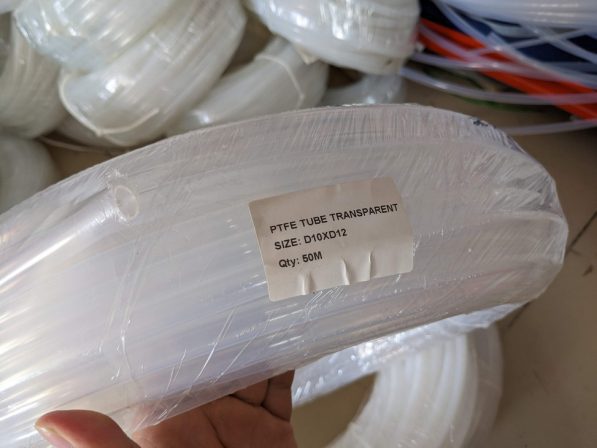 PTFE TUBE TRANSPARENT
SIZE: D10XD12
Qty: 50M